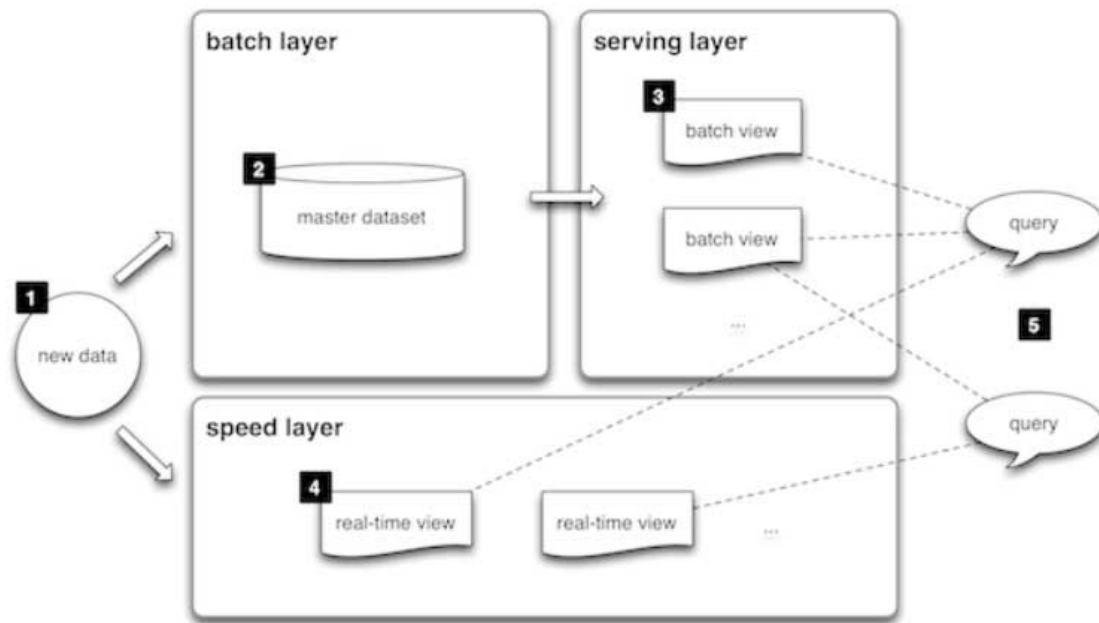 batch layer
serving layer
3
batch view
2
master dataset
batch view
query
1
new data
...
5
speed layer
query
4
real-time view
real-time view
...